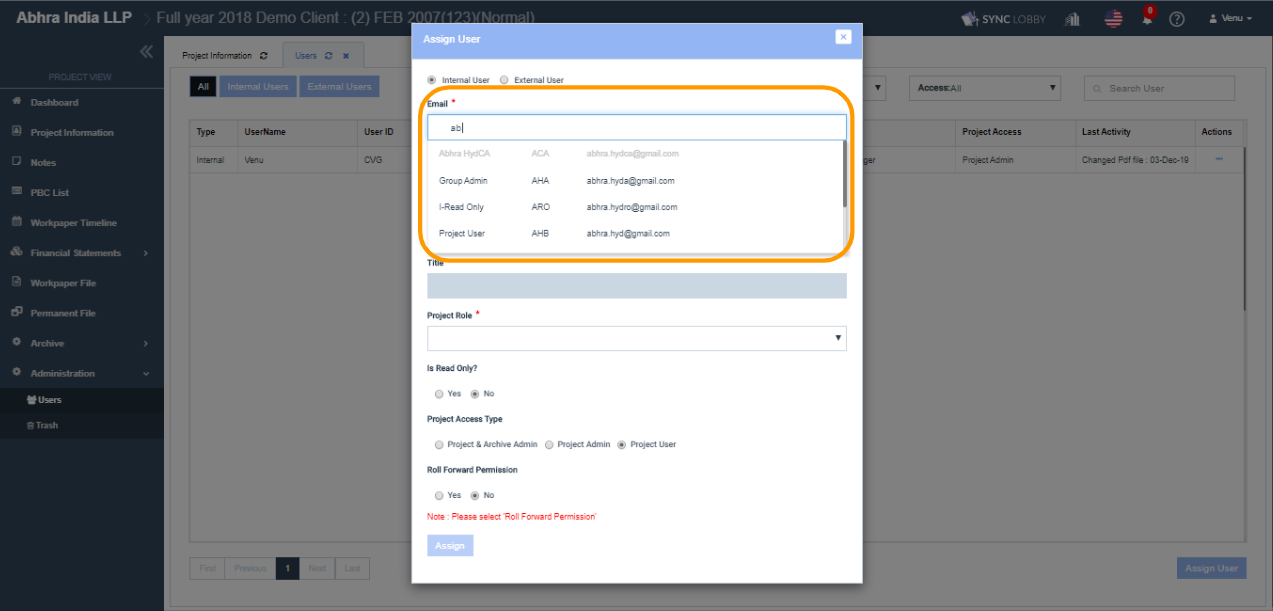 Abhra India LLP
Full year 2018 Demo Client : (2) FEB 2007(123)(Normal)
SYNC LOBBY
0
Venu
PROJECT VIEW
Dashboard
Project Information
Notes
PBC List
Workpaper Timeline
Financial Statements
Workpaper File
Permanent File
Archive
Administration
Users
Trash
Project Information
Users
All
Internal Users
External Users
Access:All
Search User
Type UserName User ID Project Access Last Activity Actions
Internal Venu CVG ger Project Admin Changed Pdf file : 03-Dec-19
First Previous 1 Next Last
Assign User
Assign User
Internal User External User
Email *
ab
Abhra HydCA ACA abhra.hydca@gmail.com
Group Admin AHA abhra.hyda@gmail.com
I-Read Only ARO abhra.hydro@gmail.com
Project User AHB abhra.hyd@gmail.com
Title
Project Role *
Is Read Only?
Yes No
Project Access Type
Project & Archive Admin Project Admin Project User
Roll Forward Permission
Yes No
Note : Please select 'Roll Forward Permission'
Assign